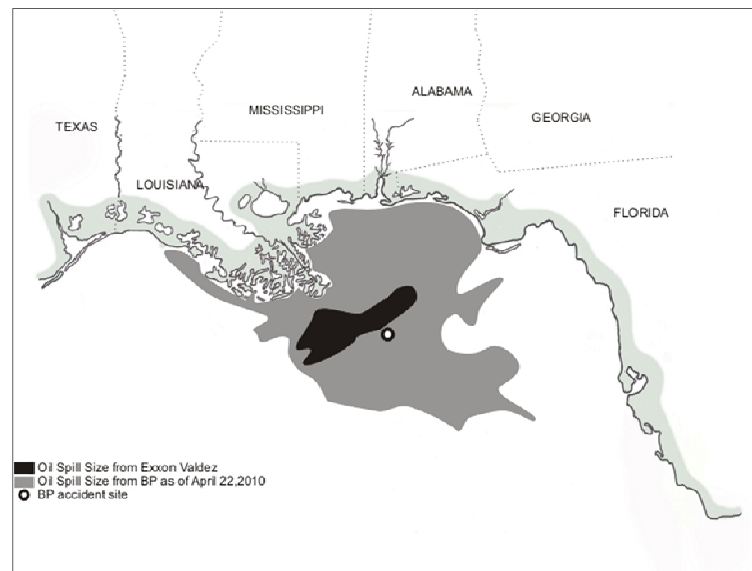 ALABAMA
MISSISSIPPI
GEORGIA
TEXAS
LOUISIANA
FLORIDA
Oil Spill Size from Exxon Valdez
Oil Spill Size from BP as of April 22,2010
BP accident site